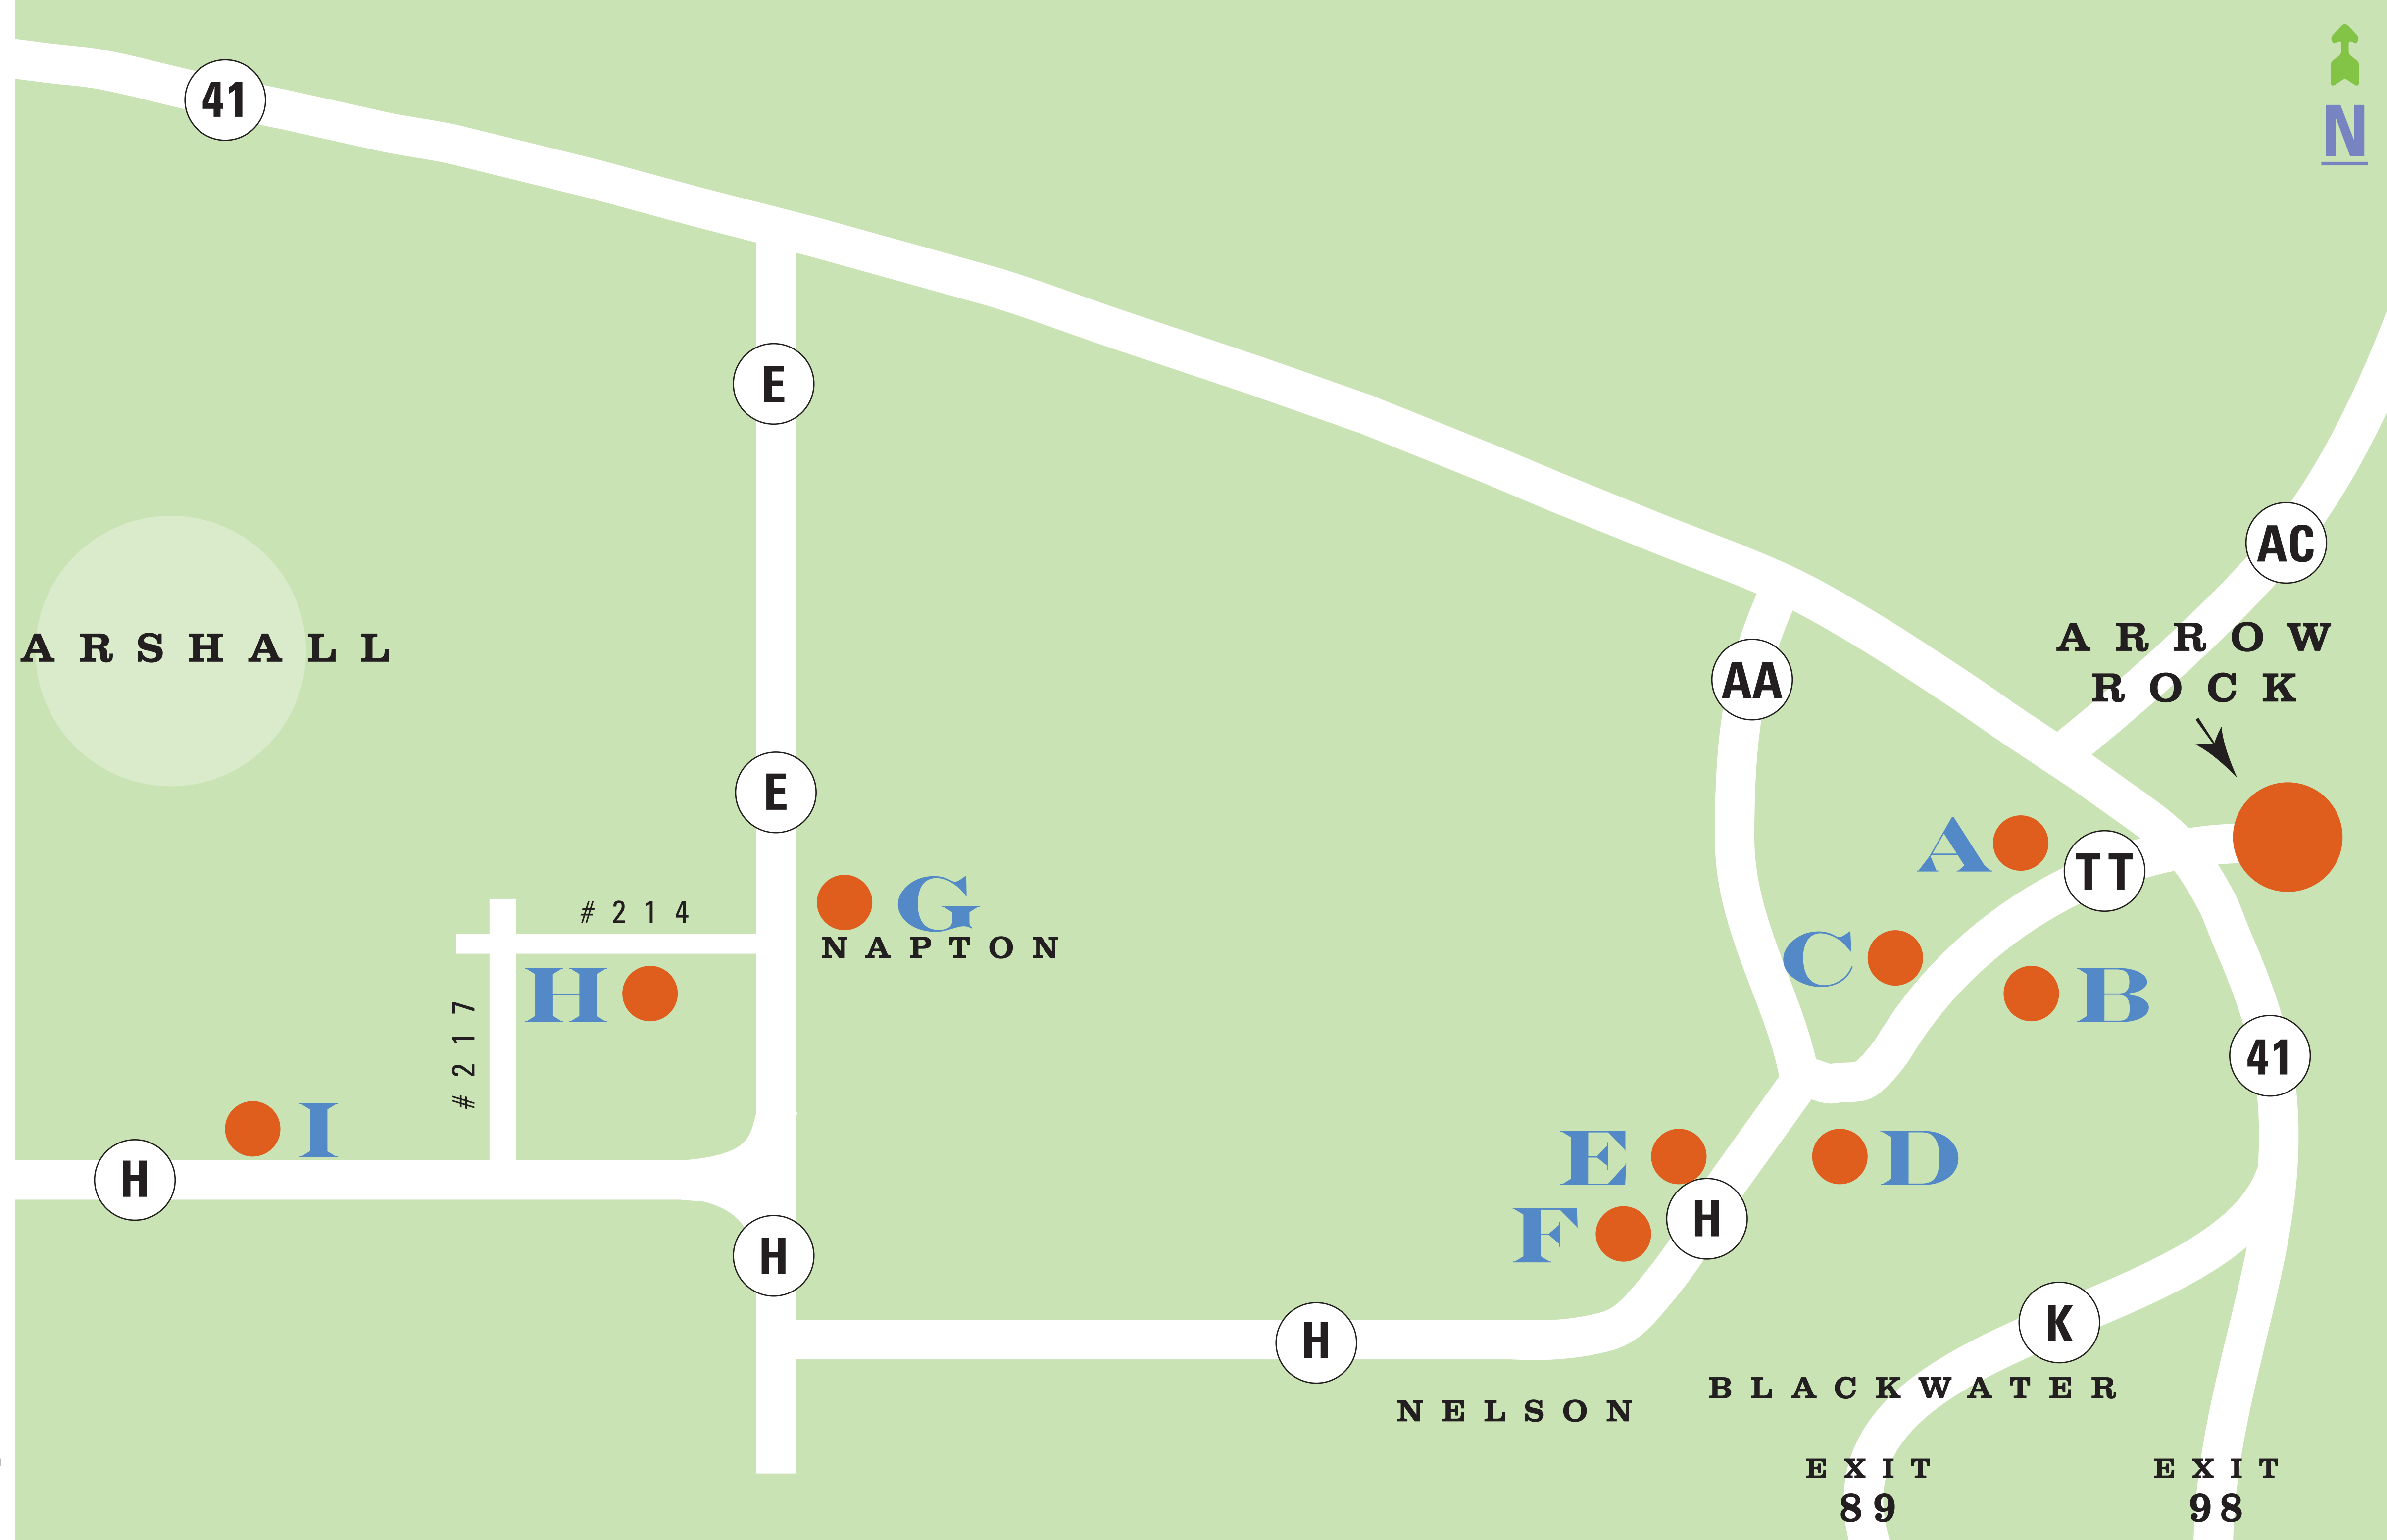 41
N
E
AC
ARROW
ROCK
ARSHALL
AA
E
A
TT
G
#214
NAPTON
C
B
H
#217
41
I
E
D
H
F
H
H
H
K
BLACKWATER
NELSON
EXIT
89
EXIT
98